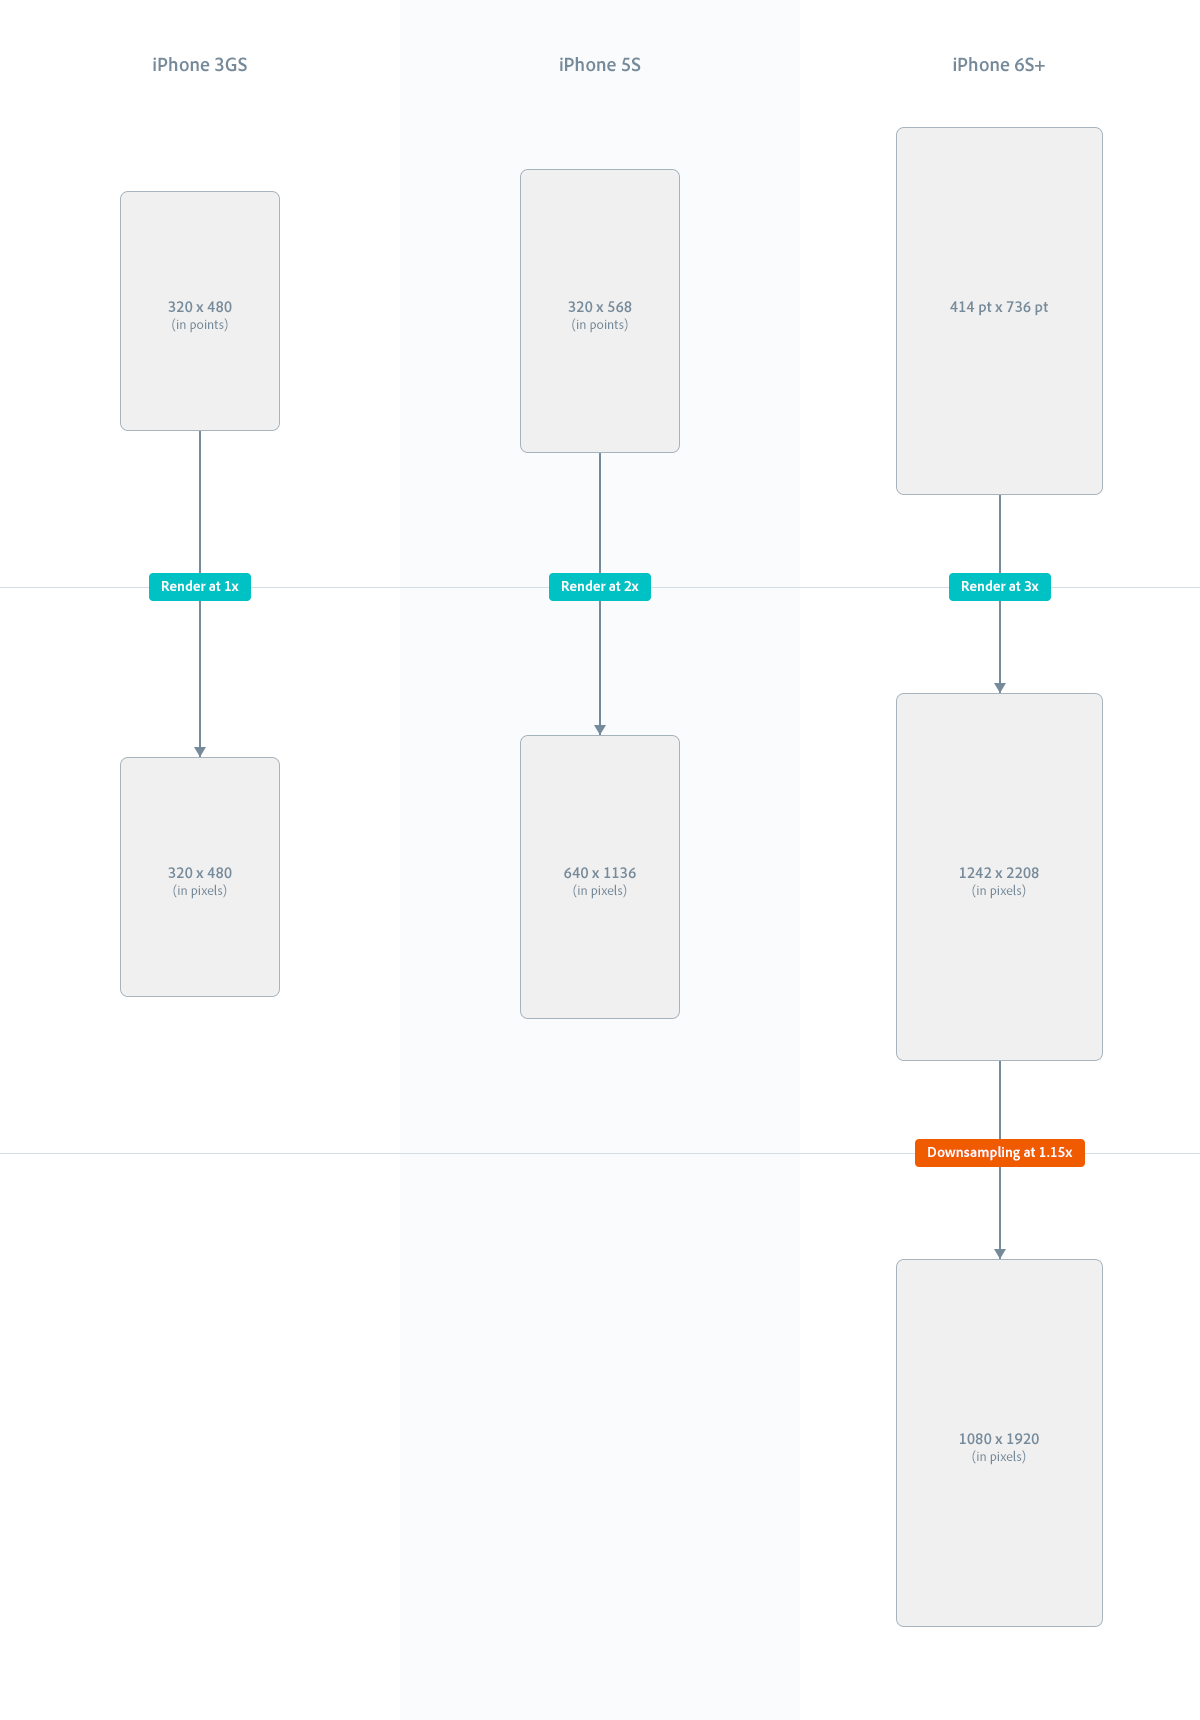 iPhone 3GS
iPhone 5S
iPhone 6S+
320 x 480
(in points)
320 x 568
(in points)
414 pt x 736 pt
Render at 1x
Render at 2x
Render at 3x
320 x 480
(in pixels)
640 x 1136
(in pixels)
1242 x 2208
(in pixels)
Downsampling at 1.15x
1080 x 1920
(in pixels)